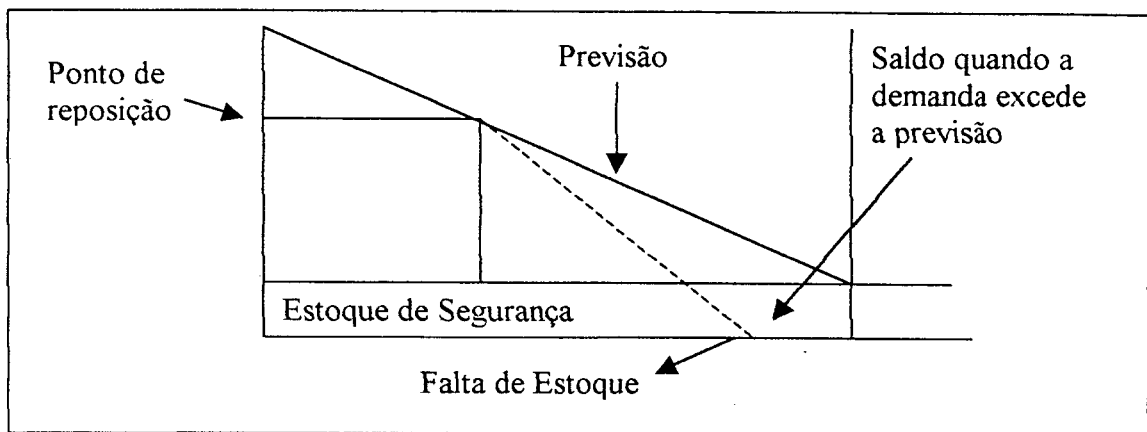 Ponto de
reposição
Previsão
Saldo quando a
demanda excede
a previsão
Estoque de Segurança
Falta de Estoque